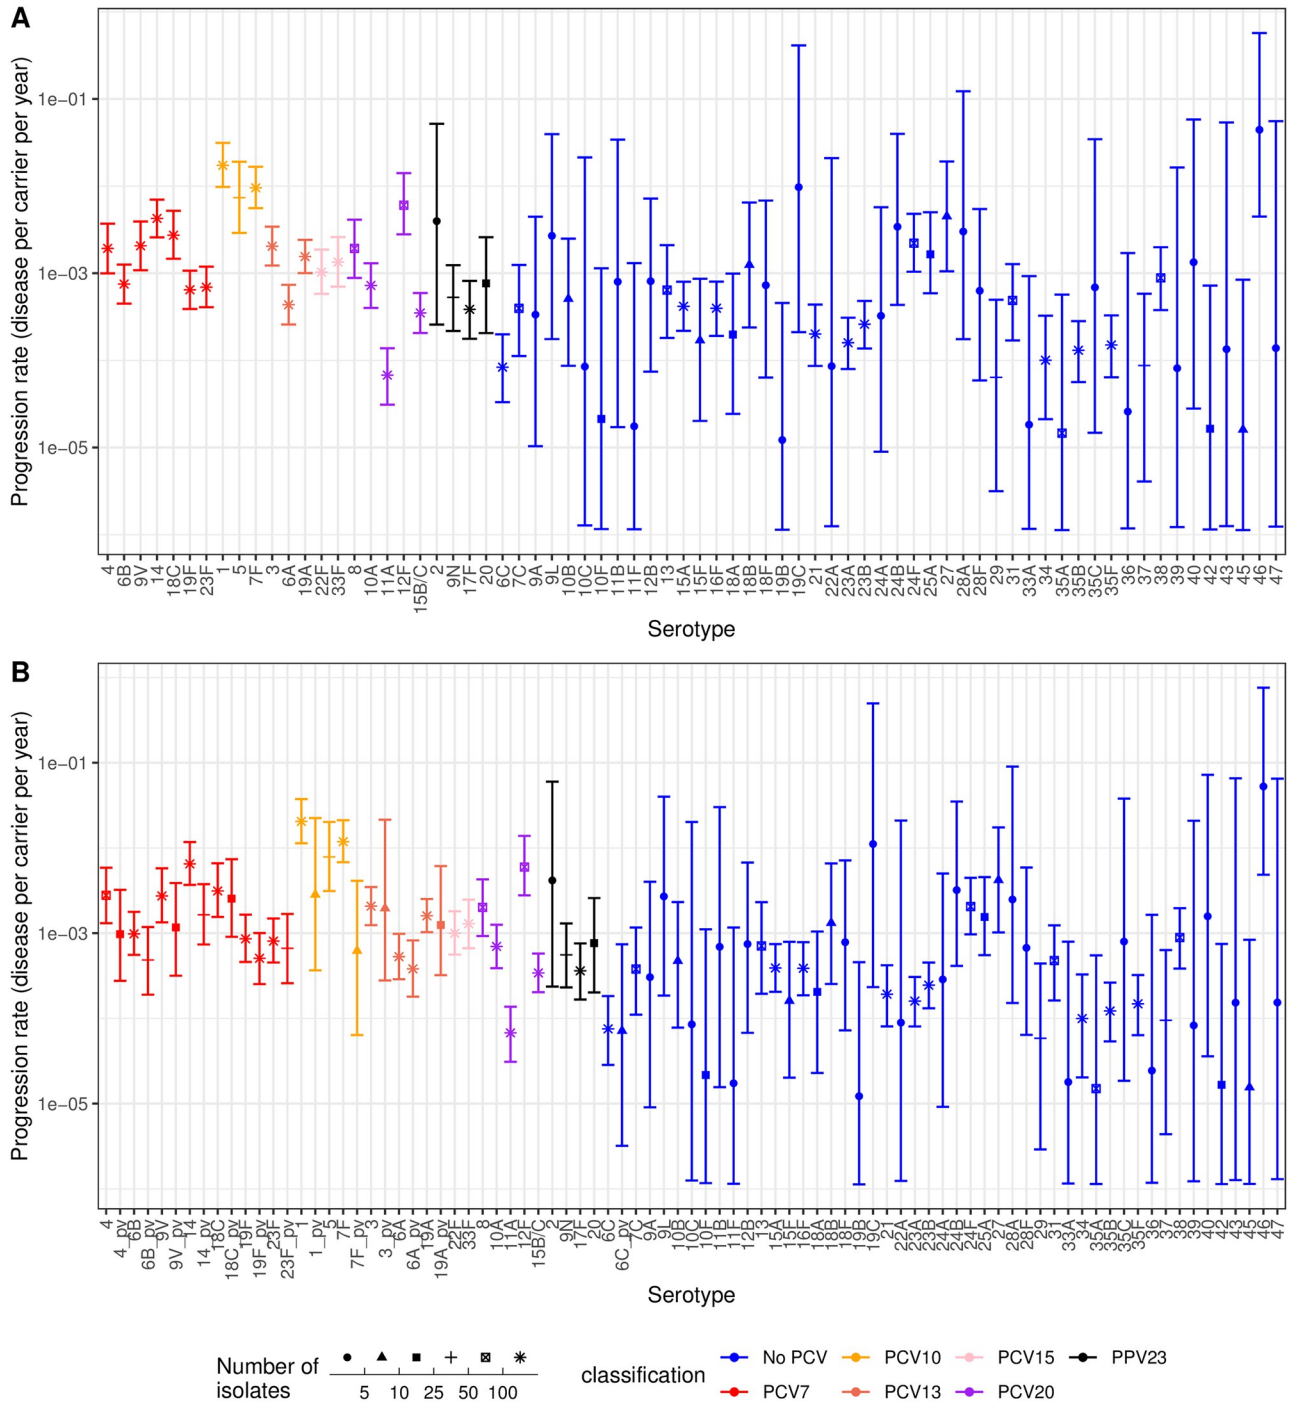 A
Progression rate (disease per carrier per year)
1e−01
1e−03
1e−05
4 6B 9V 14 18C 19F 23F 1 5 7F 3 6A 19A 22F 33F 8 10A 11A 12F 15B/C 2 9N 17F 20 6C 7C 9A 9L 10B 10C 10F 11B 11F 12B 13 15A 15F 16F 18A 18B 18F 19B 19C 21 22A 23A 23B 24A 24B 24F 25A 27 28A 28F 29 31 33A 34 35A 35B 35C 35F 36 37 38 39 40 42 43 45 46 47
Serotype
B
Progression rate (disease per carrier per year)
1e−01
1e−03
1e−05
4 4_pv 6B 6B_pv 9V 9V_pv 14 14_pv 18C 18C_pv 19F 19F_pv 23F 23F_pv 1 1_pv 5 7F 7F_pv 3 3_pv 6A 6A_pv 19A 19A_pv 22F 33F 8 10A 11A 12F 15B/C 2 9N 17F 20 6C 6C_pv 7C 9A 9L 10B 10C 10F 11B 11F 12B 13 15A 15F 16F 18A 18B 18F 19B 19C 21 22A 23A 23B 24A 24B 24F 25A 27 28A 28F 29 31 33A 34 35A 35B 35C 35F 36 37 38 39 40 42 43 45 46 47
Serotype
Number of
isolates
5 10 25 50 100
classification
No PCV PCV10 PCV15 PPV23
PCV7 PCV13 PCV20